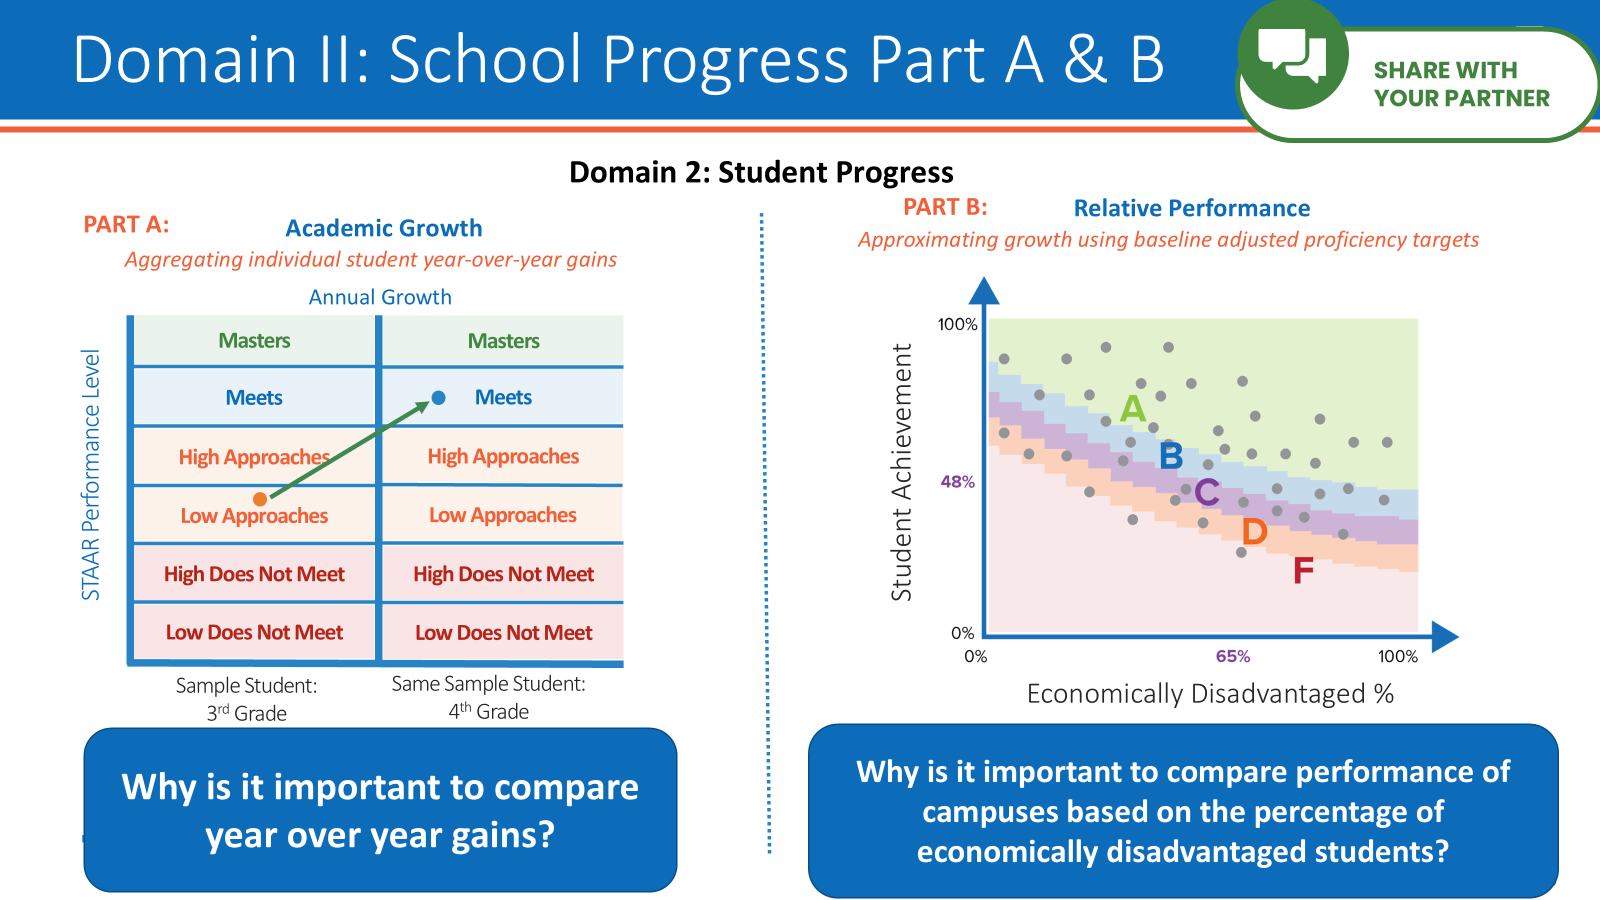 Domain II: School Progress Part A & B
SHARE WITH
YOUR PARTNER
Domain 2: Student Progress
PART A:
Academic Growth
Aggregating individual student year-over-year gains
Annual Growth
STAAR Performance Level
Masters
Masters
Meets
Meets
High Approaches
High Approaches
Low Approaches
Low Approaches
High Does Not Meet
High Does Not Meet
Low Does Not Meet
Low Does Not Meet
Sample Student:
3rd Grade
Same Sample Student:
4th Grade
Why is it important to compare
year over year gains?
PART B:
Relative Performance
Approximating growth using baseline adjusted proficiency targets
Student Achievement
100%
48%
0%
A
B
C
D
F
0%
65%
100%
Economically Disadvantaged %
Why is it important to compare performance of
campuses based on the percentage of
economically disadvantaged students?